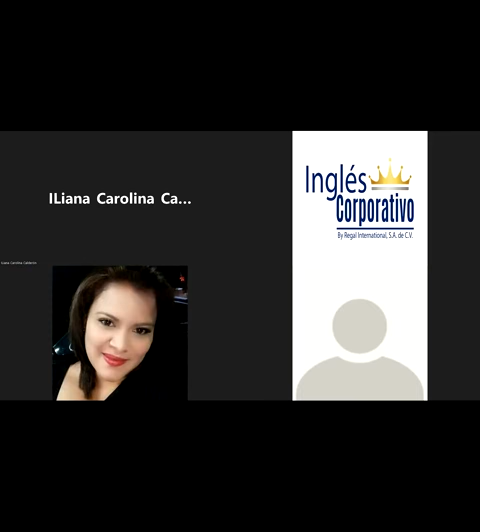 ILiana Carolina Ca...
Inglés
Corporativo
By Regal International, S.A. de C.V.